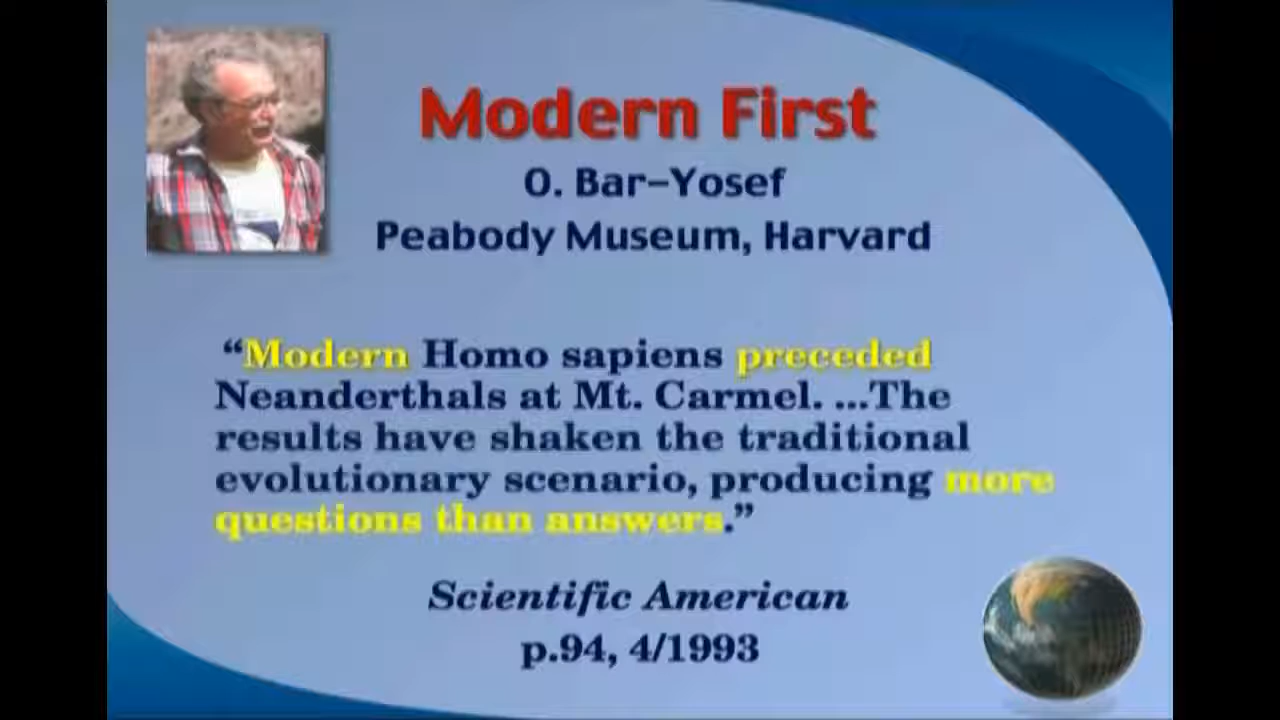 Modern First
O. Bar-Yosef
Peabody Museum, Harvard
“Modern Homo sapiens preceded
Neanderthals at Mt. Carmel. ...The
results have shaken the traditional
evolutionary scenario, producing more
questions than answers.”
Scientific American
p.94, 4/1993